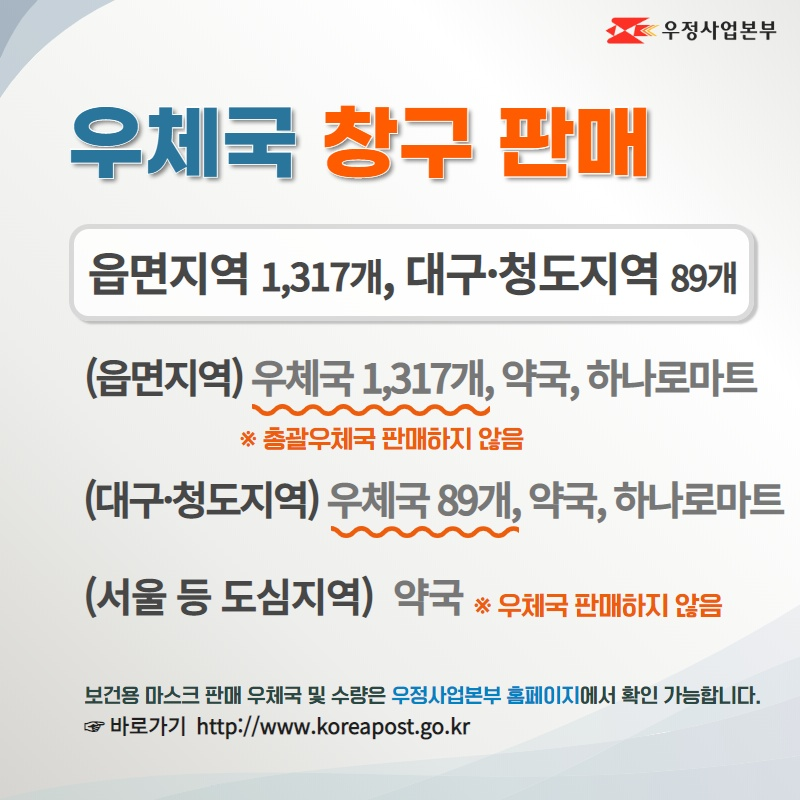 우정사업본부
우체국 창구 판매
읍면지역 1,317개, 대구·청도지역 89개
(읍면지역) 우체국 1,317개, 약국, 하나로마트
※ 총괄우체국 판매하지 않음
(대구·청도지역) 우체국 89개, 약국, 하나로마트
(서울 등 도심지역) 약국 ※ 우체국 판매하지 않음
보건용 마스크 판매 우체국 및 수량은 우정사업본부 홈페이지에서 확인 가능합니다.
☞ 바로가기 http://www.koreapost.go.kr